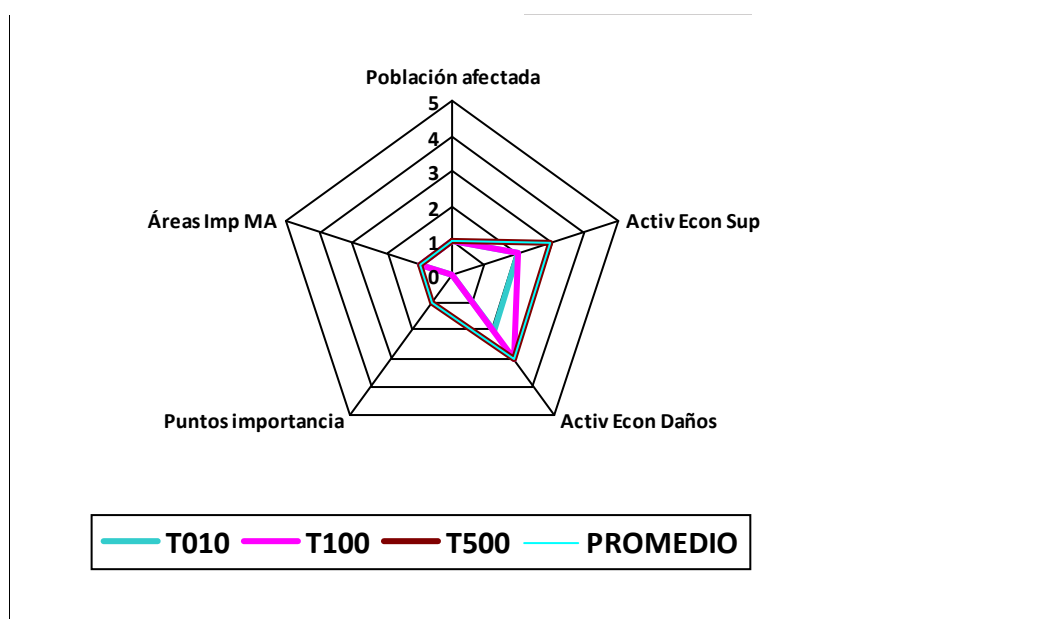 Población afectada
5
4
3
2
1
0
Áreas Imp MA
Activ Econ Sup
Puntos importancia
Activ Econ Daños
T010 T100 T500 PROMEDIO